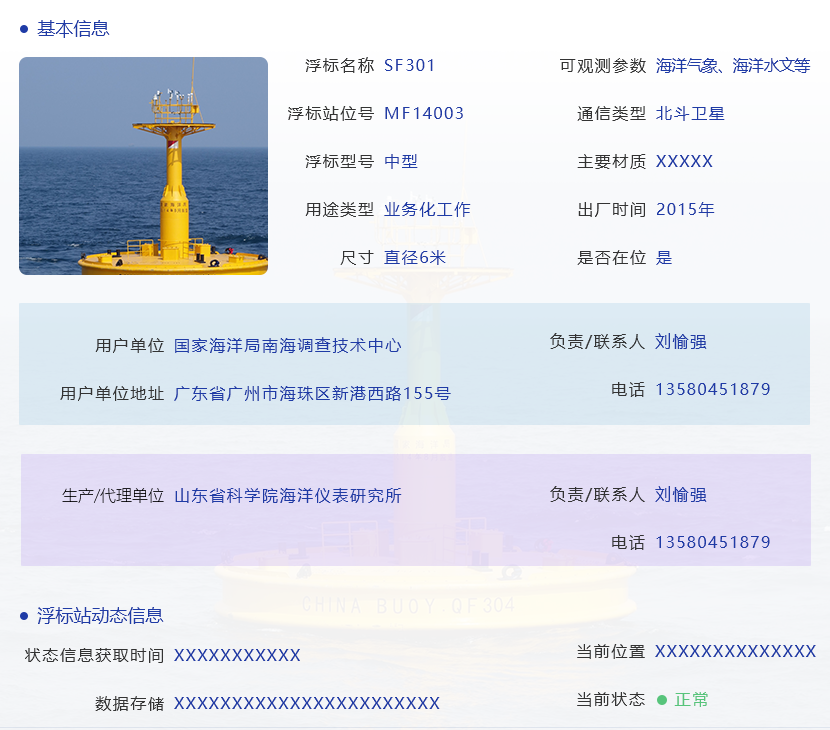 基本信息
浮标名称 SF301
可观测参数 海洋气象、海洋水文等
浮标站位号 MF14003
通信类型 北斗卫星
浮标型号 中型
主要材质 XXXXX
用途类型 业务化工作
出厂时间 2015年
尺寸 直径6米
是否在位 是
用户单位 国家海洋局南海调查技术中心
负责/联系人 刘愉强
用户单位地址 广东省广州市海珠区新港西路155号
电话 13580451879
生产/代理单位 山东省科学院海洋仪表研究所
负责/联系人 刘愉强
电话 13580451879
CHINA BUOY QF304
浮标站动态信息
状态信息获取时间 XXXXXXXXXXX
当前位置 XXXXXXXXXXXXXX
数据存储 XXXXXXXXXXXXXXXXXXXXXXX
当前状态 正常